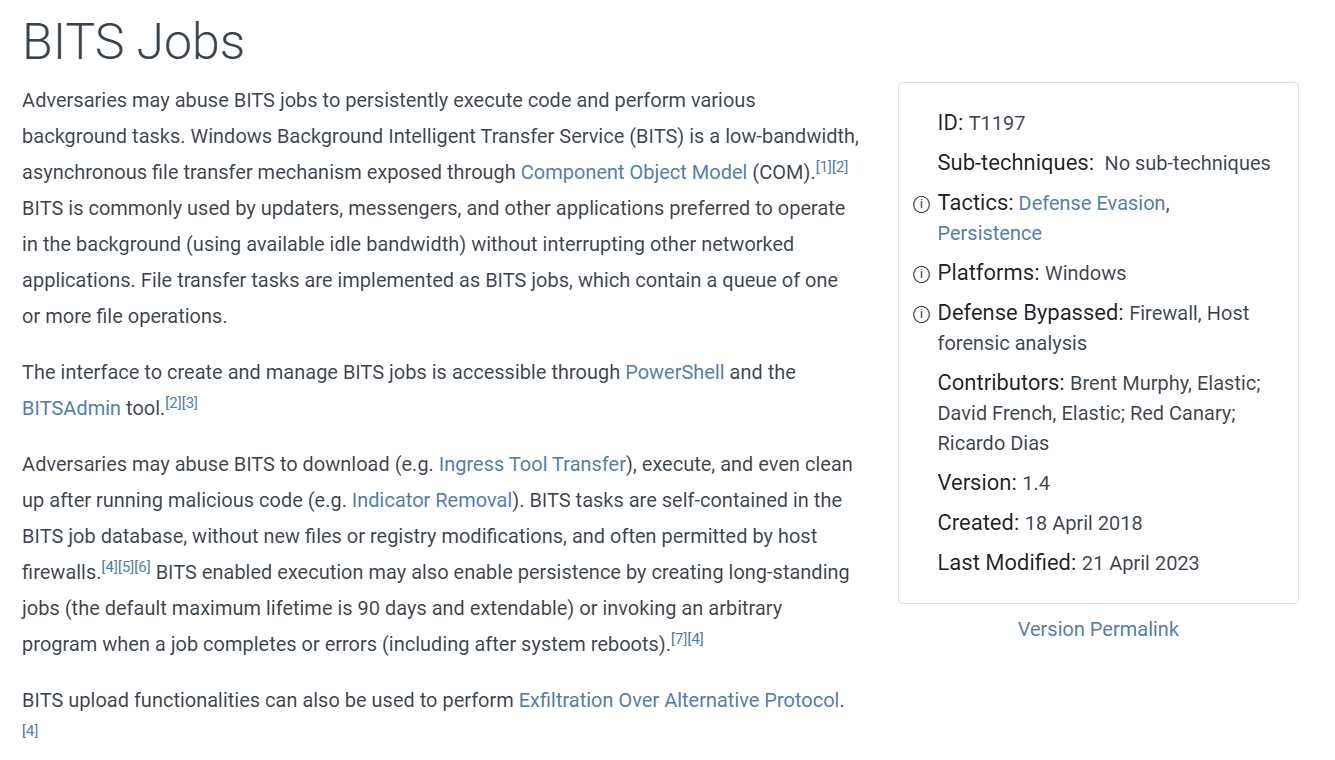 BITS Jobs
Adversaries may abuse BITS jobs to persistently execute code and perform various
background tasks. Windows Background Intelligent Transfer Service (BITS) is a low-bandwidth,
asynchronous file transfer mechanism exposed through Component Object Model (COM).[1][2]
BITS is commonly used by updaters, messengers, and other applications preferred to operate
in the background (using available idle bandwidth) without interrupting other networked
applications. File transfer tasks are implemented as BITS jobs, which contain a queue of one
or more file operations.
The interface to create and manage BITS jobs is accessible through PowerShell and the
BITSAdmin tool.[2][3]
Adversaries may abuse BITS to download (e.g. Ingress Tool Transfer), execute, and even clean
up after running malicious code (e.g. Indicator Removal). BITS tasks are self-contained in the
BITS job database, without new files or registry modifications, and often permitted by host
firewalls.[4][5][6] BITS enabled execution may also enable persistence by creating long-standing
jobs (the default maximum lifetime is 90 days and extendable) or invoking an arbitrary
program when a job completes or errors (including after system reboots).[7][4]
BITS upload functionalities can also be used to perform Exfiltration Over Alternative Protocol.
[4]
ID: T1197
Sub-techniques: No sub-techniques
Tactics: Defense Evasion,
Persistence
Platforms: Windows
Defense Bypassed: Firewall, Host
forensic analysis
Contributors: Brent Murphy, Elastic;
David French, Elastic; Red Canary;
Ricardo Dias
Version: 1.4
Created: 18 April 2018
Last Modified: 21 April 2023
Version Permalink